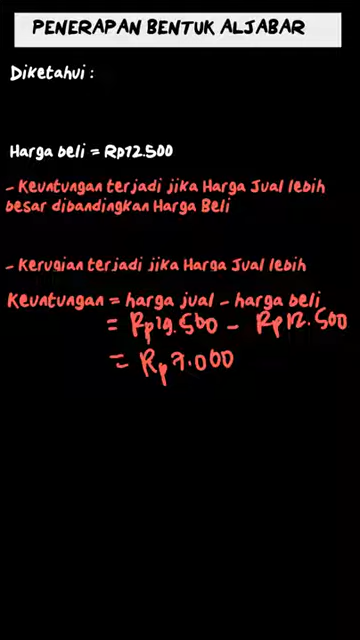 PENERAPAN BENTUK ALJABAR
Diketahui :
Harga beli = Rp12.500
- Keuntungan terjadi jika Harga Jual lebih
besar dibandingkan Harga Beli
- Kerugian terjadi jika Harga Jual lebih
Keuntungan = harga jual - harga beli
= Rp19.500 - Rp12.500
= Rp7.000